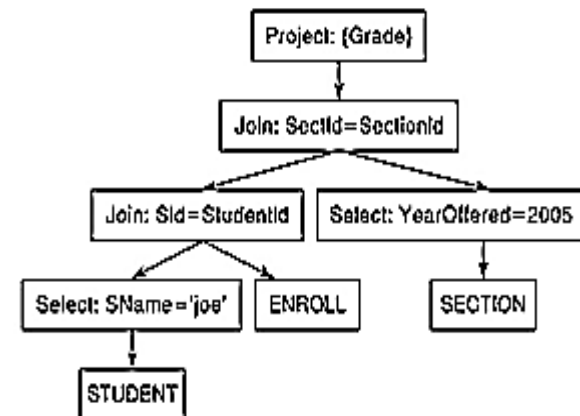 Project: {Grade}
Join: SectId=SectionId
Join: SId=StudentId
Select: YearOffered=2005
Select: SName='joe'
ENROLL
SECTION
STUDENT